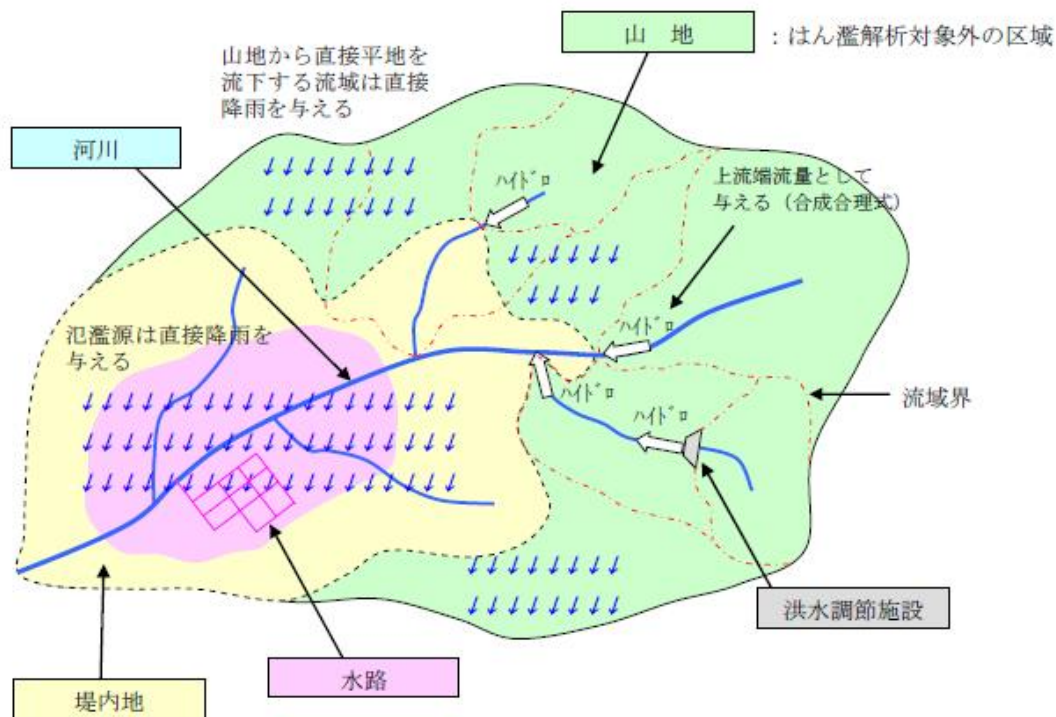 山 地
：はん濫解析対象外の区域
山地から直接平地を
流下する流域は直接
降雨を与える
河川
ﾊｲﾄﾞﾛ
上流端流量として
与える（合成合理式）
氾濫源は直接降雨を
与える
ﾊｲﾄﾞﾛ
ﾊｲﾄﾞﾛ
ﾊｲﾄﾞﾛ
流域界
洪水調節施設
水路
堤内地